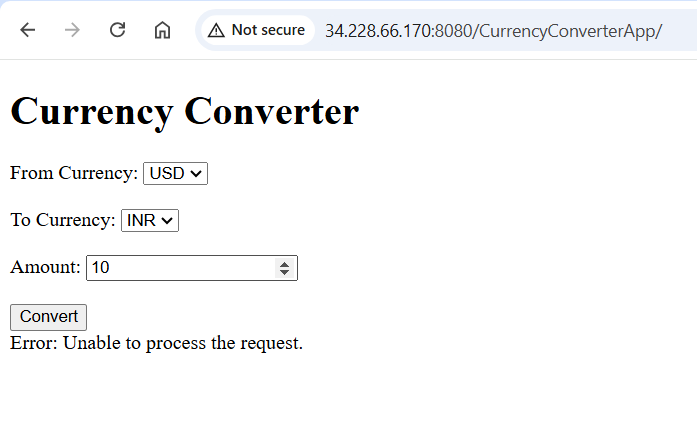 Not secure 34.228.66.170:8080/CurrencyConverterApp/
Currency Converter
From Currency: USD
To Currency: INR
Amount: 10
Convert
Error: Unable to process the request.